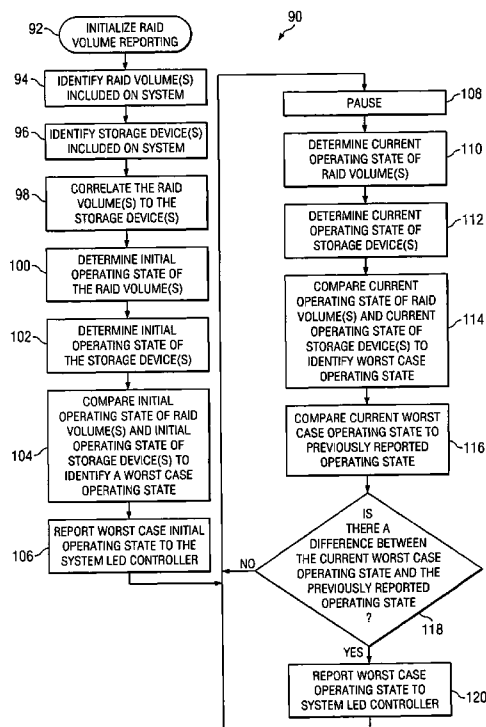 90
92
INITIALIZE RAID
VOLUME REPORTING
94
IDENTIFY RAID VOLUME(S)
INCLUDED ON SYSTEM
96
IDENTIFY STORAGE DEVICE(S)
INCLUDED ON SYSTEM
98
CORRELATE THE RAID
VOLUME(S) TO THE
STORAGE DEVICE(S)
100
DETERMINE INITIAL
OPERATING STATE OF
THE RAID VOLUME(S)
102
DETERMINE INITIAL
OPERATING STATE OF
THE STORAGE DEVICE(S)
104
COMPARE INITIAL
OPERATING STATE OF RAID
VOLUME(S) AND INITIAL
OPERATING STATE OF
STORAGE DEVICE(S) TO
IDENTIFY A WORST CASE
OPERATING STATE
106
REPORT WORST CASE INITIAL
OPERATING STATE TO THE
SYSTEM LED CONTROLLER
PAUSE
108
DETERMINE CURRENT
OPERATING STATE OF
RAID VOLUME(S)
110
DETERMINE CURRENT
OPERATING STATE OF
STORAGE DEVICE(S)
112
COMPARE CURRENT
OPERATING STATE OF RAID
VOLUME(S) AND CURRENT
OPERATING STATE OF
STORAGE DEVICE(S) TO
IDENTIFY WORST CASE
OPERATING STATE
114
COMPARE CURRENT WORST
CASE OPERATING STATE TO
PREVIOUSLY REPORTED
OPERATING STATE
116
IS
THERE A
DIFFERENCE BETWEEN
THE CURRENT WORST CASE
OPERATING STATE AND THE
PREVIOUSLY REPORTED
OPERATING STATE
?
118
NO
YES
REPORT WORST CASE
OPERATING STATE TO
SYSTEM LED CONTROLLER
120